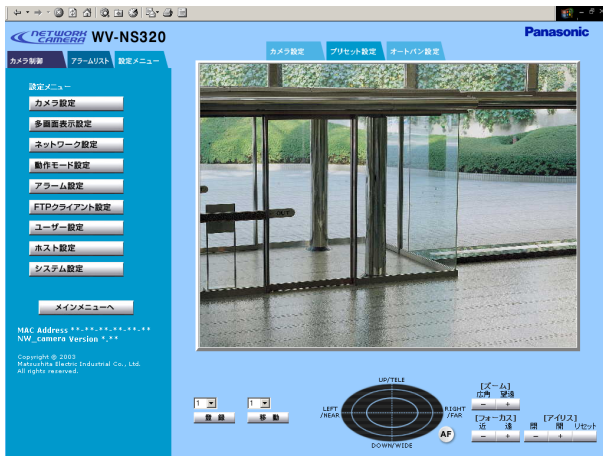 NETWORK CAMERA WV-NS320
Panasonic
カメラ制御 アラームリスト 設定メニュー
カメラ設定 プリセット設定 オートパン設定
設定メニュー
カメラ設定
多画面表示設定
ネットワーク設定
動作モード設定
アラーム設定
FTPクライアント設定
ユーザー設定
ホスト設定
システム設定
メインメニューへ
MAC Address **-**-**-**-**-**
NW_camera Version *.**
Copyright © 2003
Matsushita Electric Industrial Co., Ltd.
All rights reserved.
1 1
登録 移動
UP/TELE
LEFT
/NEAR
RIGHT
/FAR
DOWN/WIDE
AF
[ズーム]
広角 望遠
− +
[フォーカス] [アイリス]
近 遠 閉 開 リセット
− + − +